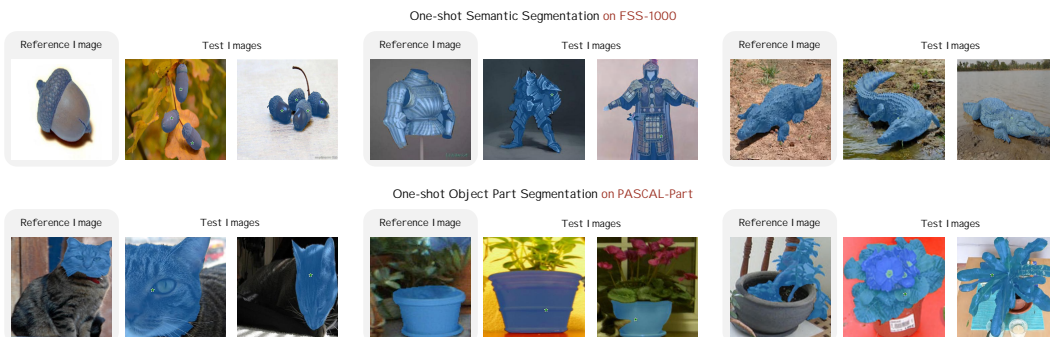 One-shot Semantic Segmentation on FSS-1000
Reference Image Test Images Reference Image Test Images Reference Image Test Images
One-shot Object Part Segmentation on PASCAL-Part
Reference Image Test Images Reference Image Test Images Reference Image Test Images